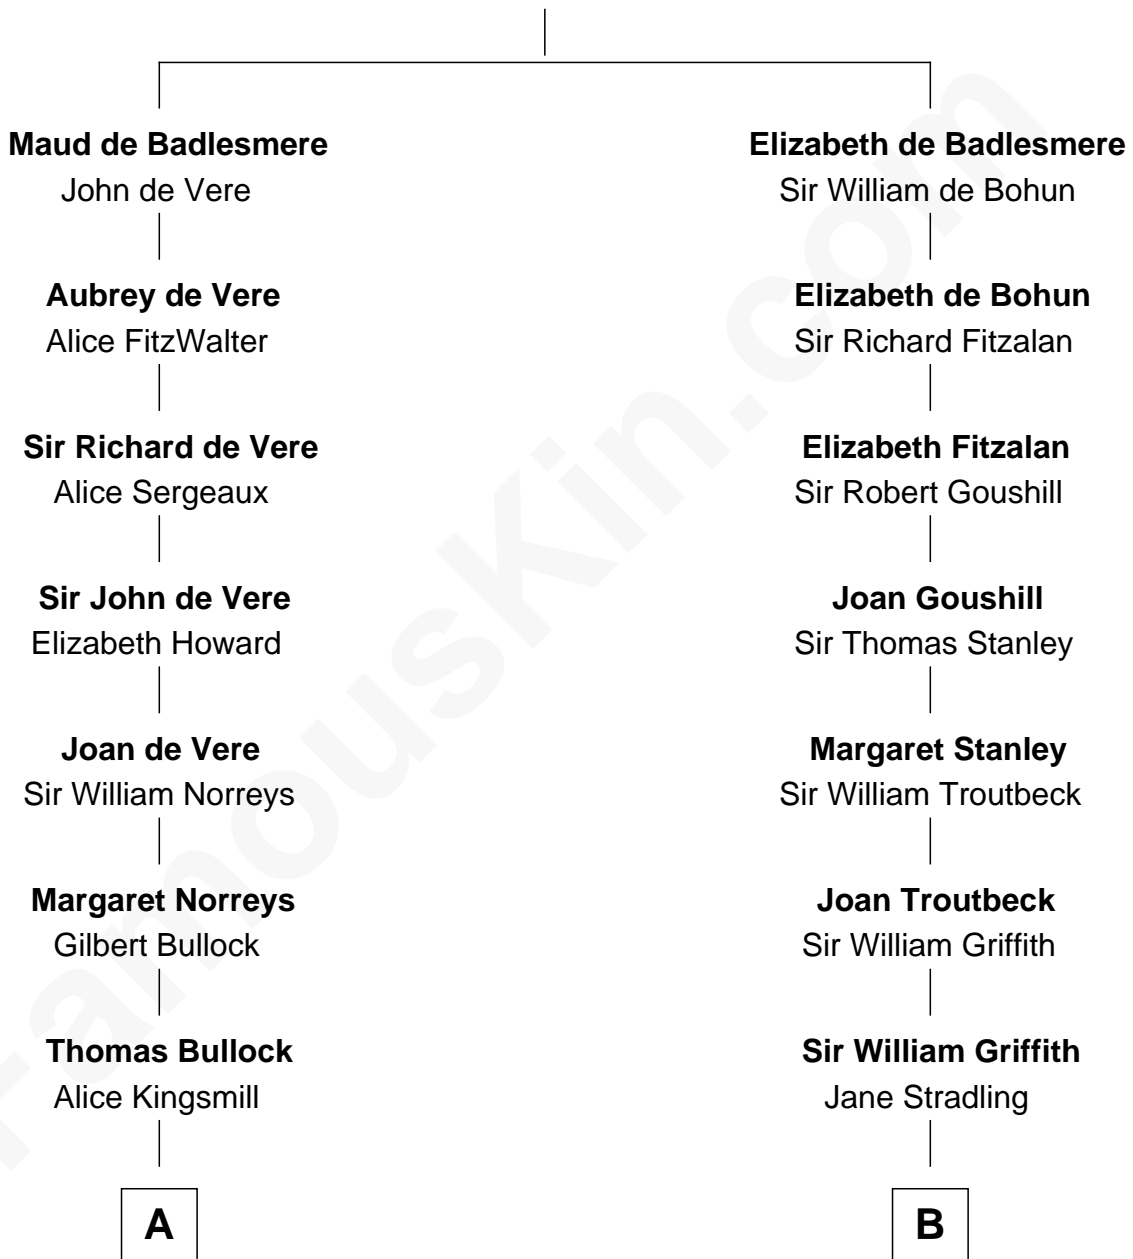 Maud de Badlesmere
John de Vere
Aubrey de Vere
Alice FitzWalter
Sir Richard de Vere
Alice Sergeaux
Sir John de Vere
Elizabeth Howard
Joan de Vere
Sir William Norreys
Margaret Norreys
Gilbert Bullock
Thomas Bullock
Alice Kingsmill
A
Elizabeth de Badlesmere
Sir William de Bohun
Elizabeth de Bohun
Sir Richard Fitzalan
Elizabeth Fitzalan
Sir Robert Goushill
Joan Goushill
Sir Thomas Stanley
Margaret Stanley
Sir William Troutbeck
Joan Troutbeck
Sir William Griffith
Sir William Griffith
Jane Stradling
B
FamousKin.com